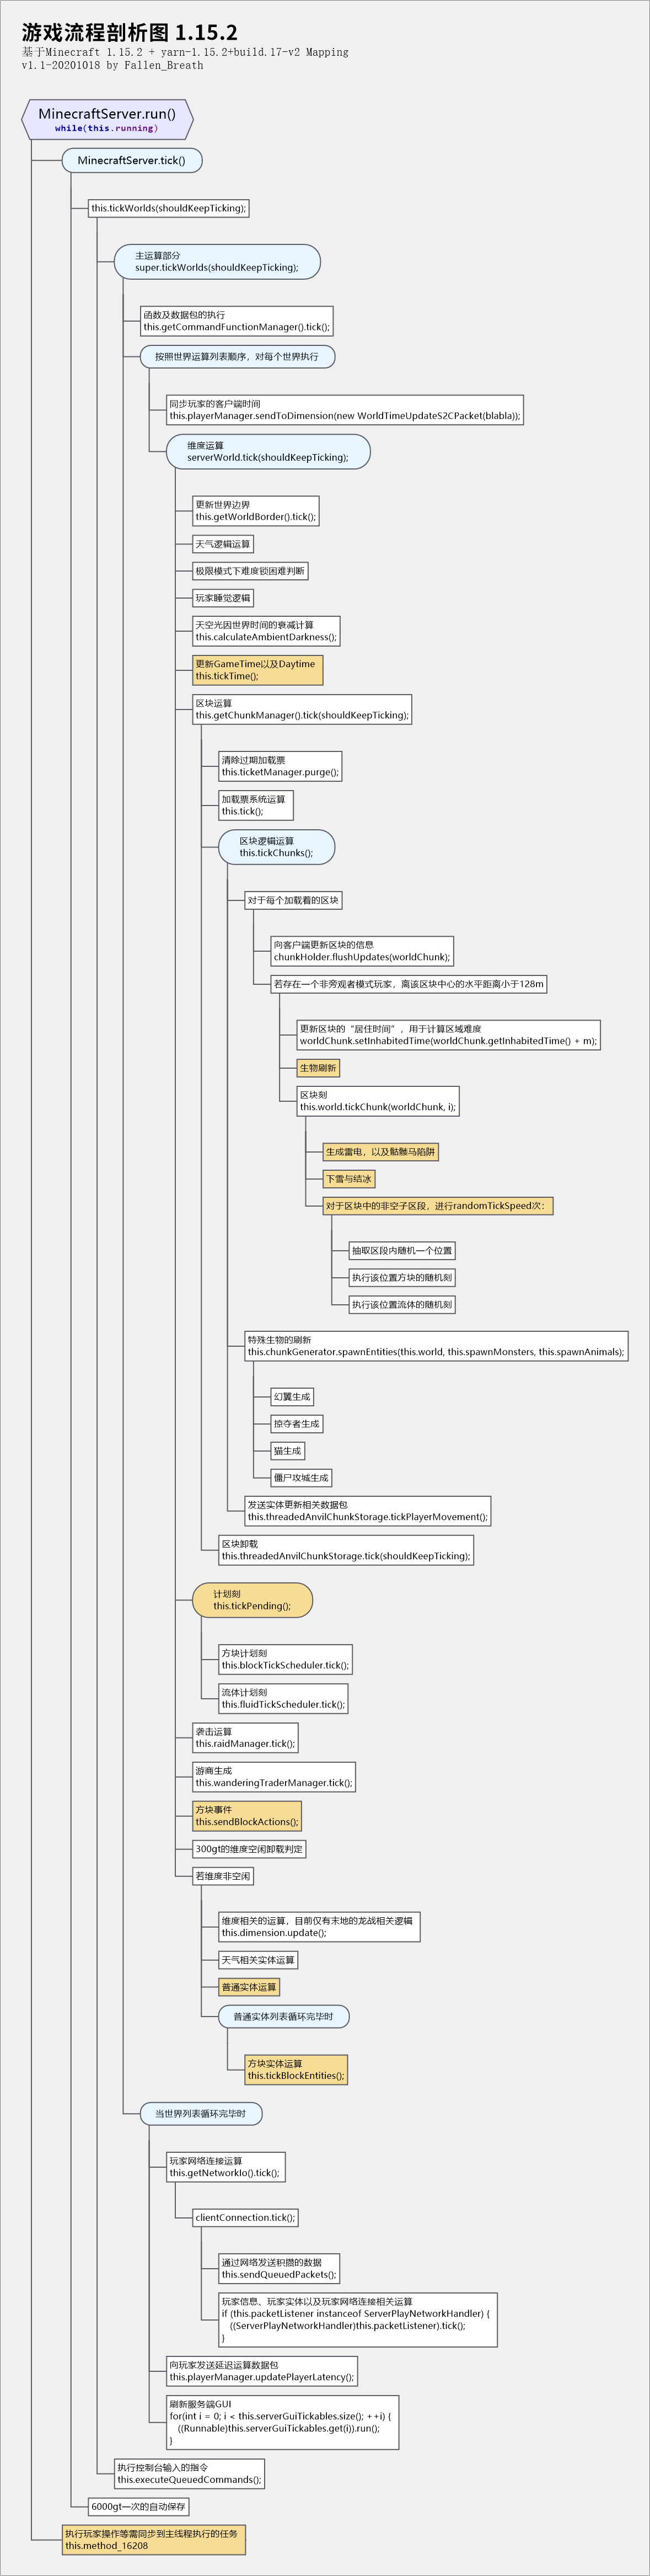 游戏流程剖析图 1.15.2
基于Minecraft 1.15.2 + yarn-1.15.2+build.17-v2 Mapping
v1.1-20201018 by Fallen_Breath
MinecraftServer.run()
while(this.running)
MinecraftServer.tick()
this.tickWorlds(shouldKeepTicking);
主运算部分
super.tickWorlds(shouldKeepTicking);
函数及数据包的执行
this.getCommandFunctionManager().tick();
按照世界运算列表顺序，对每个世界执行
同步玩家的客户端时间
this.playerManager.sendToDimension(new WorldTimeUpdateS2CPacket(blabla));
维度运算
serverWorld.tick(shouldKeepTicking);
更新世界边界
this.getWorldBorder().tick();
天气逻辑运算
极限模式下难度锁困难判断
玩家睡觉逻辑
天空光因世界时间的衰减计算
this.calculateAmbientDarkness();
更新GameTime以及Daytime
this.tickTime();
区块运算
this.getChunkManager().tick(shouldKeepTicking);
清除过期加载票
this.ticketManager.purge();
加载票系统运算
this.tick();
区块逻辑运算
this.tickChunks();
对于每个加载着的区块
向客户端更新区块的信息
chunkHolder.flushUpdates(worldChunk);
若存在一个非旁观者模式玩家，离该区块中心的水平距离小于128m
更新区块的“居住时间”，用于计算区域难度
worldChunk.setInhabitedTime(worldChunk.getInhabitedTime() + m);
生物刷新
区块刻
this.world.tickChunk(worldChunk, i);
生成雷电，以及骷髅马陷阱
下雪与结冰
对于区块中的非空子区段，进行randomTickSpeed次：
抽取区段内随机一个位置
执行该位置方块的随机刻
执行该位置流体的随机刻
特殊生物的刷新
this.chunkGenerator.spawnEntities(this.world, this.spawnMonsters, this.spawnAnimals);
幻翼生成
掠夺者生成
猫生成
僵尸攻城生成
发送实体更新相关数据包
this.threadedAnvilChunkStorage.tickPlayerMovement();
区块卸载
this.threadedAnvilChunkStorage.tick(shouldKeepTicking);
计划刻
this.tickPending();
方块计划刻
this.blockTickScheduler.tick();
流体计划刻
this.fluidTickScheduler.tick();
袭击运算
this.raidManager.tick();
游商生成
this.wanderingTraderManager.tick();
方块事件
this.sendBlockActions();
300gt的维度空闲卸载判定
若维度非空闲
维度相关的运算，目前仅有末地的龙战相关逻辑
this.dimension.update();
天气相关实体运算
普通实体运算
普通实体列表循环完毕时
方块实体运算
this.tickBlockEntities();
当世界列表循环完毕时
玩家网络连接运算
this.getNetworkIo().tick();
clientConnection.tick();
通过网络发送积攒的数据
this.sendQueuedPackets();
玩家信息、玩家实体以及玩家网络连接相关运算
if (this.packetListener instanceof ServerPlayNetworkHandler) {
((ServerPlayNetworkHandler)this.packetListener).tick();
}
向玩家发送延迟运算数据包
this.playerManager.updatePlayerLatency();
刷新服务端GUI
for(int i = 0; i < this.serverGuiTickables.size(); ++i) {
((Runnable)this.serverGuiTickables.get(i)).run();
}
执行控制台输入的指令
this.executeQueuedCommands();
6000gt一次的自动保存
执行玩家操作等需同步到主线程执行的任务
this.method_16208